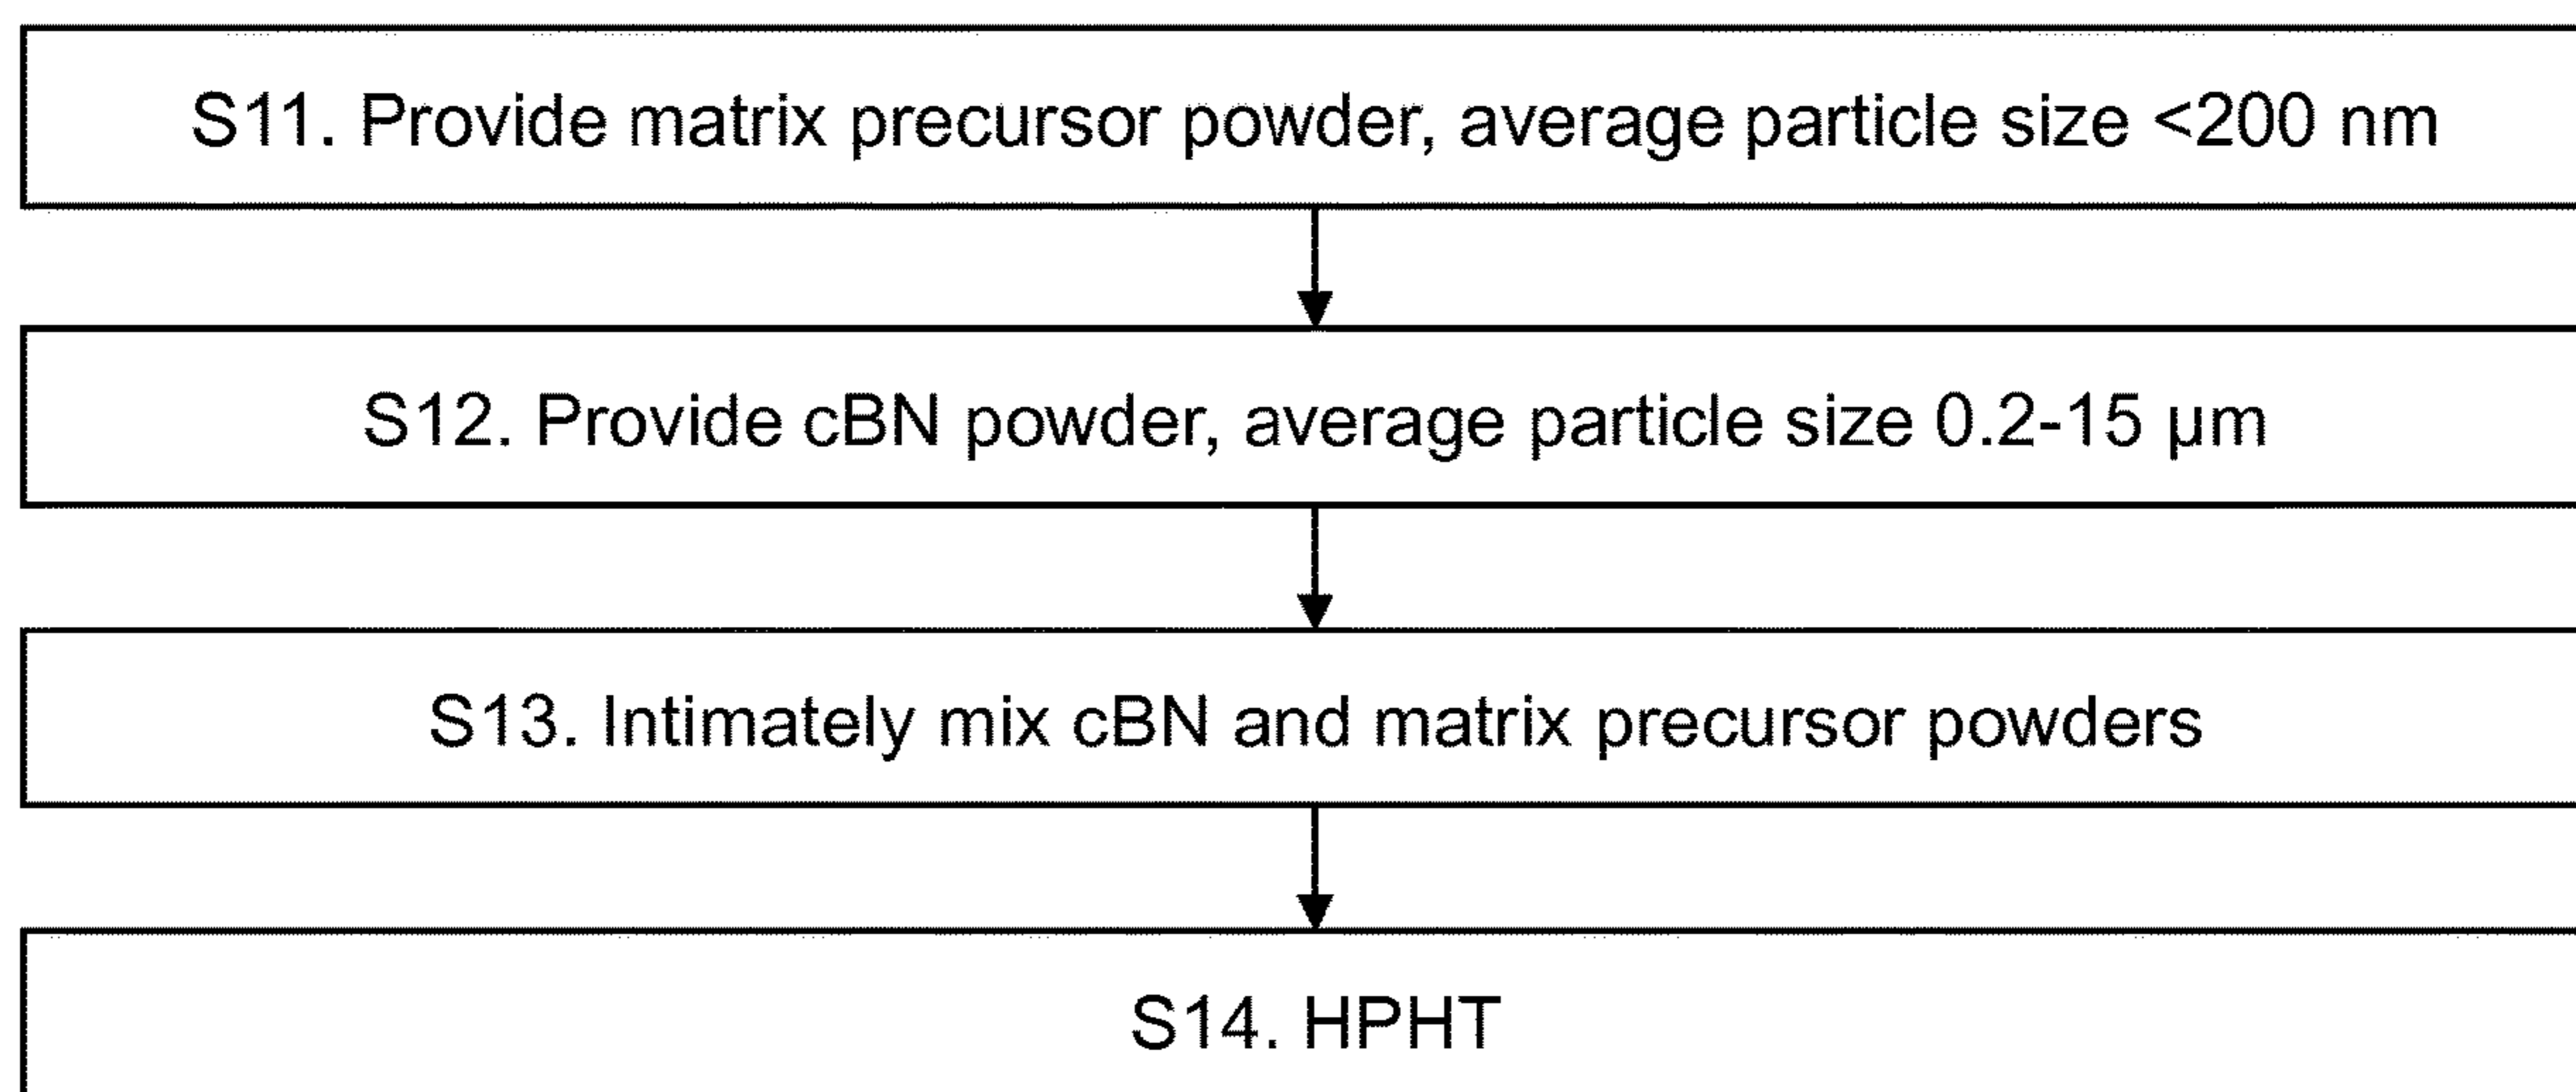 S11. Provide matrix precursor powder, average particle size <200 nm
S12. Provide cBN powder, average particle size 0.2-15 µm
S13. Intimately mix cBN and matrix precursor powders
S14. HPHT